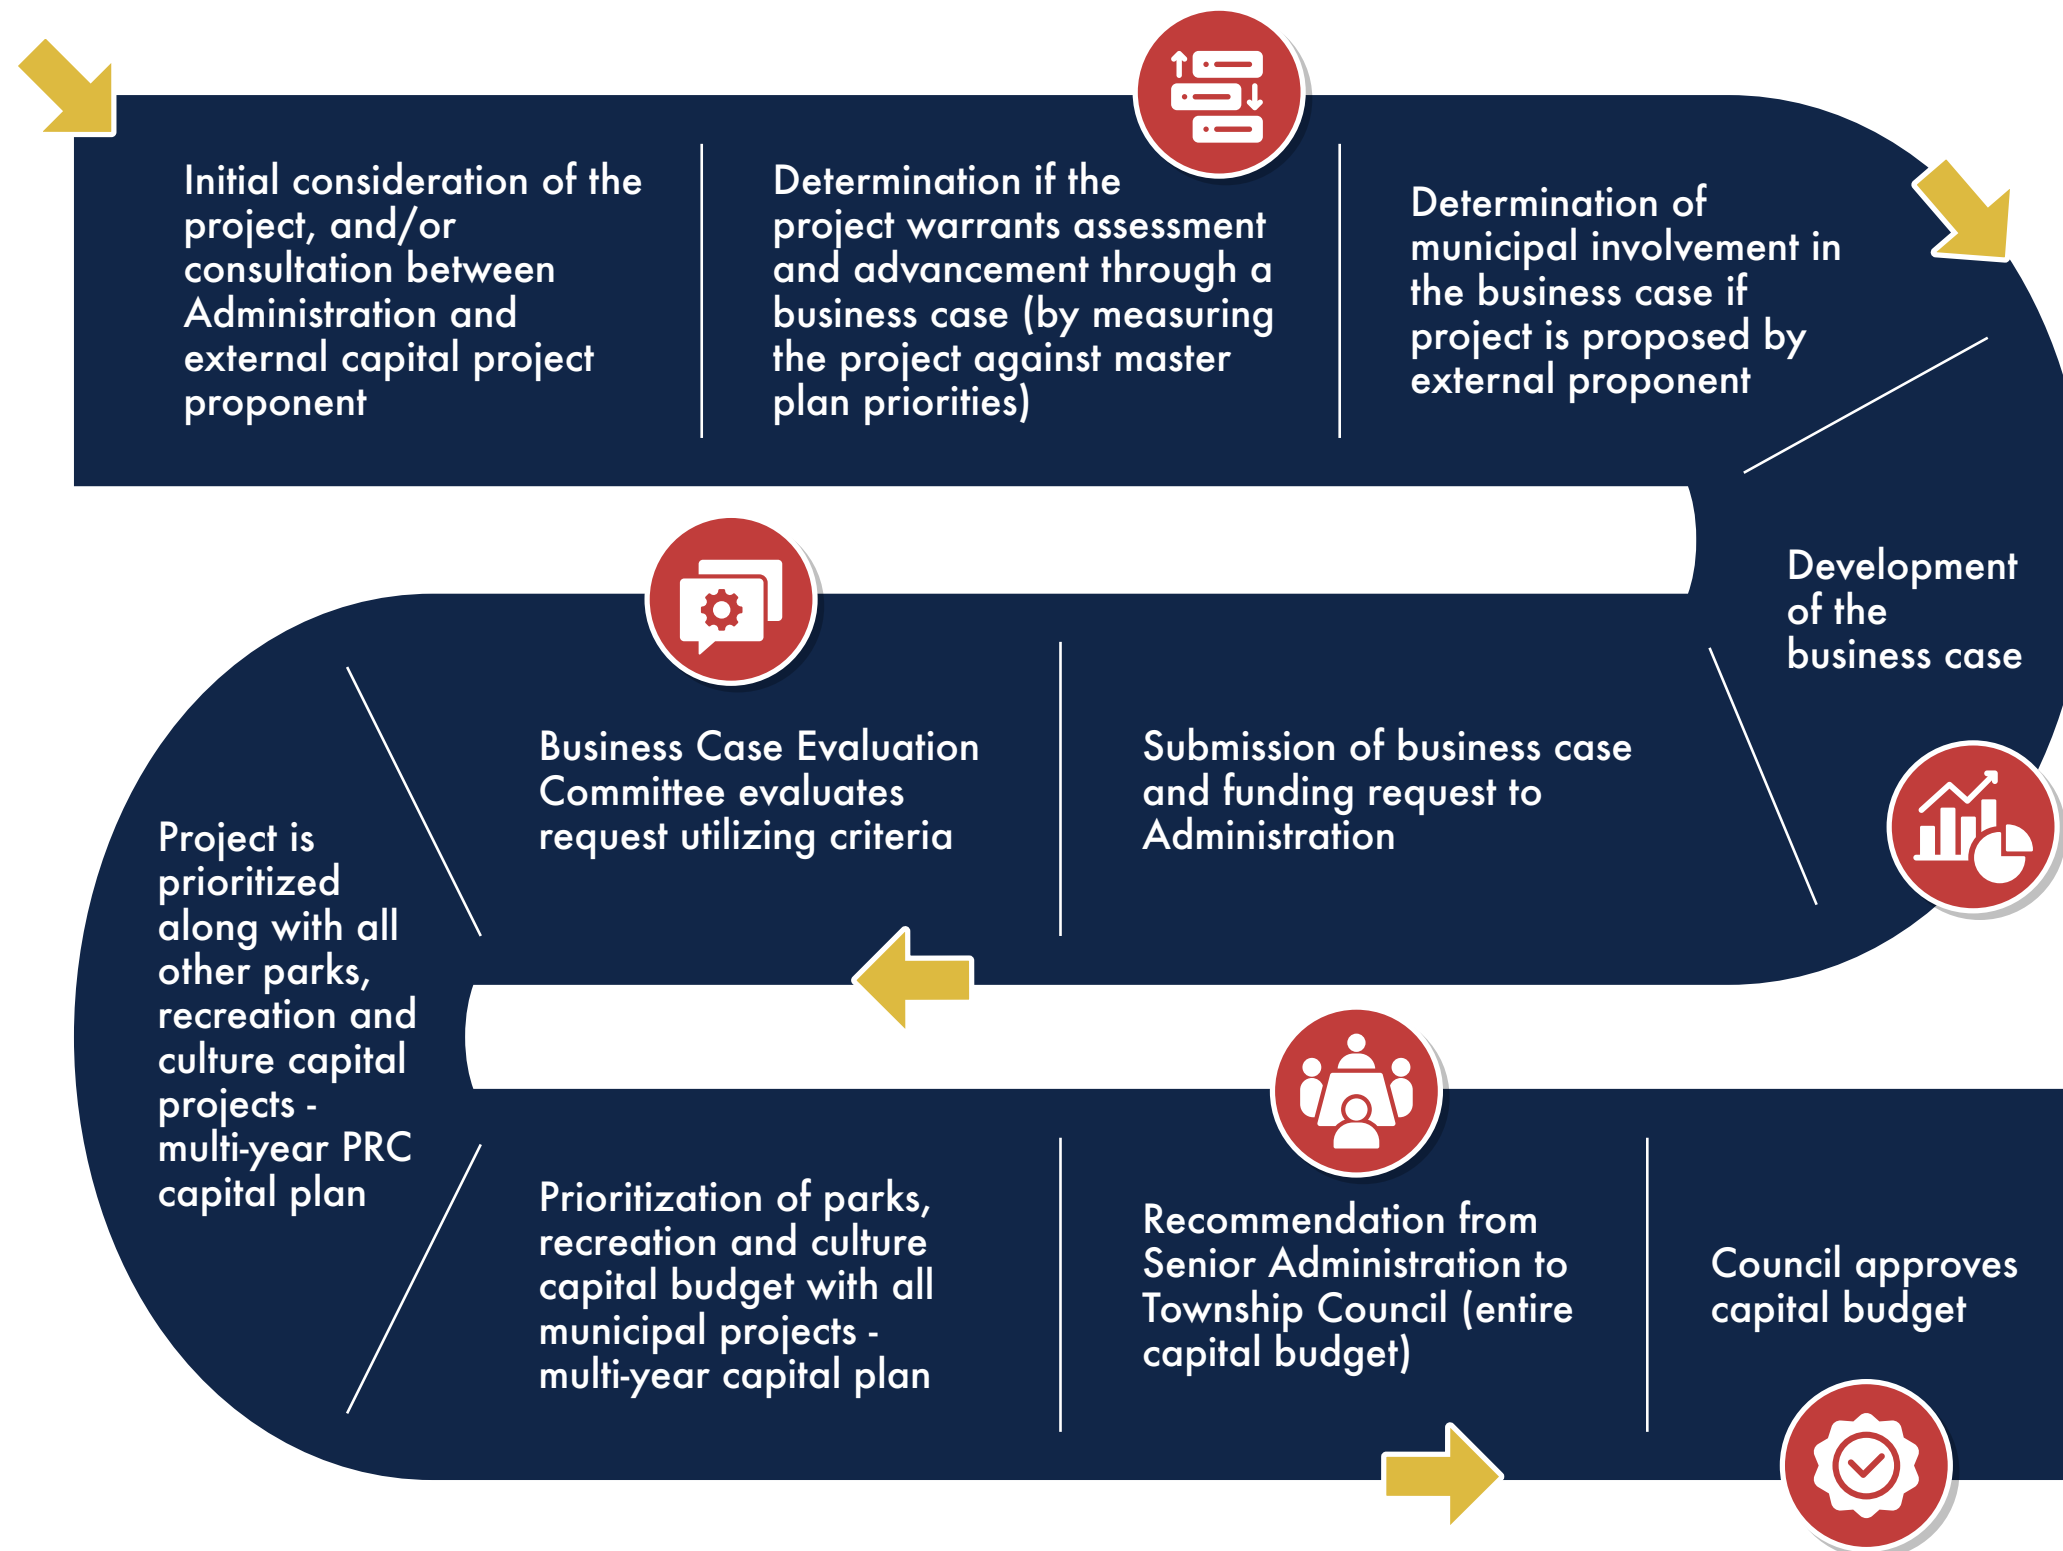 Initial consideration of the
project, and/or
consultation between
Administration and
external capital project
proponent
Determination if the
project warrants assessment
and advancement through a
business case (by measuring
the project against master
plan priorities)
Determination of
municipal involvement in
the business case if
project is proposed by
external proponent
Development
of the
business case
Submission of business case
and funding request to
Administration
Business Case Evaluation
Committee evaluates
request utilizing criteria
Project is
prioritized
along with all
other parks,
recreation and
culture capital
projects -
multi-year PRC
capital plan
Prioritization of parks,
recreation and culture
capital budget with all
municipal projects -
multi-year capital plan
Recommendation from
Senior Administration to
Township Council (entire
capital budget)
Council approves
capital budget